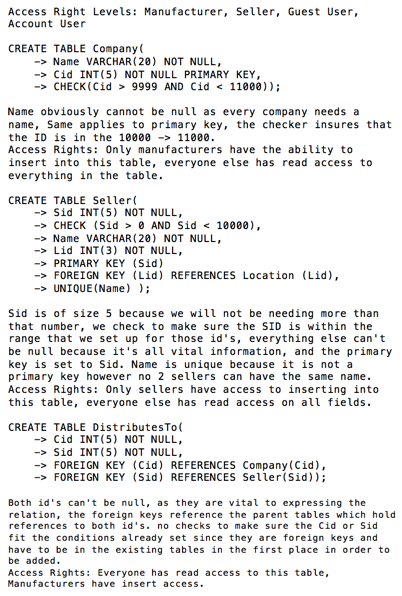 Access Right Levels: Manufacturer, Seller, Guest User,
Account User
CREATE TABLE Company(
-> Name VARCHAR(20) NOT NULL,
-> Cid INT(5) NOT NULL PRIMARY KEY,
-> CHECK(Cid > 9999 AND Cid < 11000));
Name obviously cannot be null as every company needs a
name, Same applies to primary key, the checker insures that
the ID is in the 10000 -> 11000.
Access Rights: Only manufacturers have the ability to
insert into this table, everyone else has read access to
everything in the table.
CREATE TABLE Seller(
-> Sid INT(5) NOT NULL,
-> CHECK (Sid > 0 AND Sid < 10000),
-> Name VARCHAR(20) NOT NULL,
-> Lid INT(3) NOT NULL,
-> PRIMARY KEY (Sid)
-> FOREIGN KEY (Lid) REFERENCES Location (Lid),
-> UNIQUE(Name) );
Sid is of size 5 because we will not be needing more than
that number, we check to make sure the SID is within the
range that we set up for those id's, everything else can't
be null because it's all vital information, and the primary
key is set to Sid. Name is unique because it is not a
primary key however no 2 sellers can have the same name.
Access Rights: Only sellers have access to inserting into
this table, everyone else has read access on all fields.
CREATE TABLE DistributesTo(
-> Cid INT(5) NOT NULL,
-> Sid INT(5) NOT NULL,
-> FOREIGN KEY (Cid) REFERENCES Company(Cid),
-> FOREIGN KEY (Sid) REFERENCES Seller(Sid));
Both id's can't be null, as they are vital to expressing the
relation, the foreign keys reference the parent tables which hold
references to both id's. no checks to make sure the Cid or Sid
fit the conditions already set since they are foreign keys and
have to be in the existing tables in the first place in order to
be added.
Access Rights: Everyone has read access to this table,
Manufacturers have insert access.